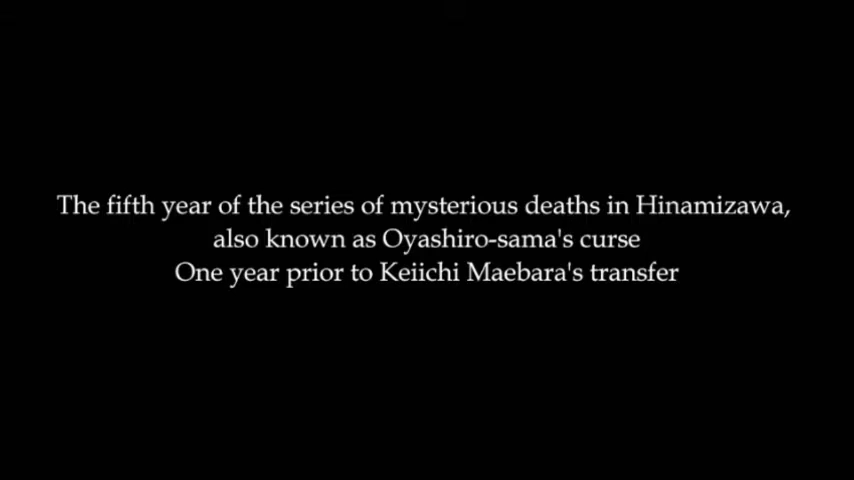 The fifth year of the series of mysterious deaths in Hinamizawa,
also known as Oyashiro-sama's curse
One year prior to Keiichi Maebara's transfer